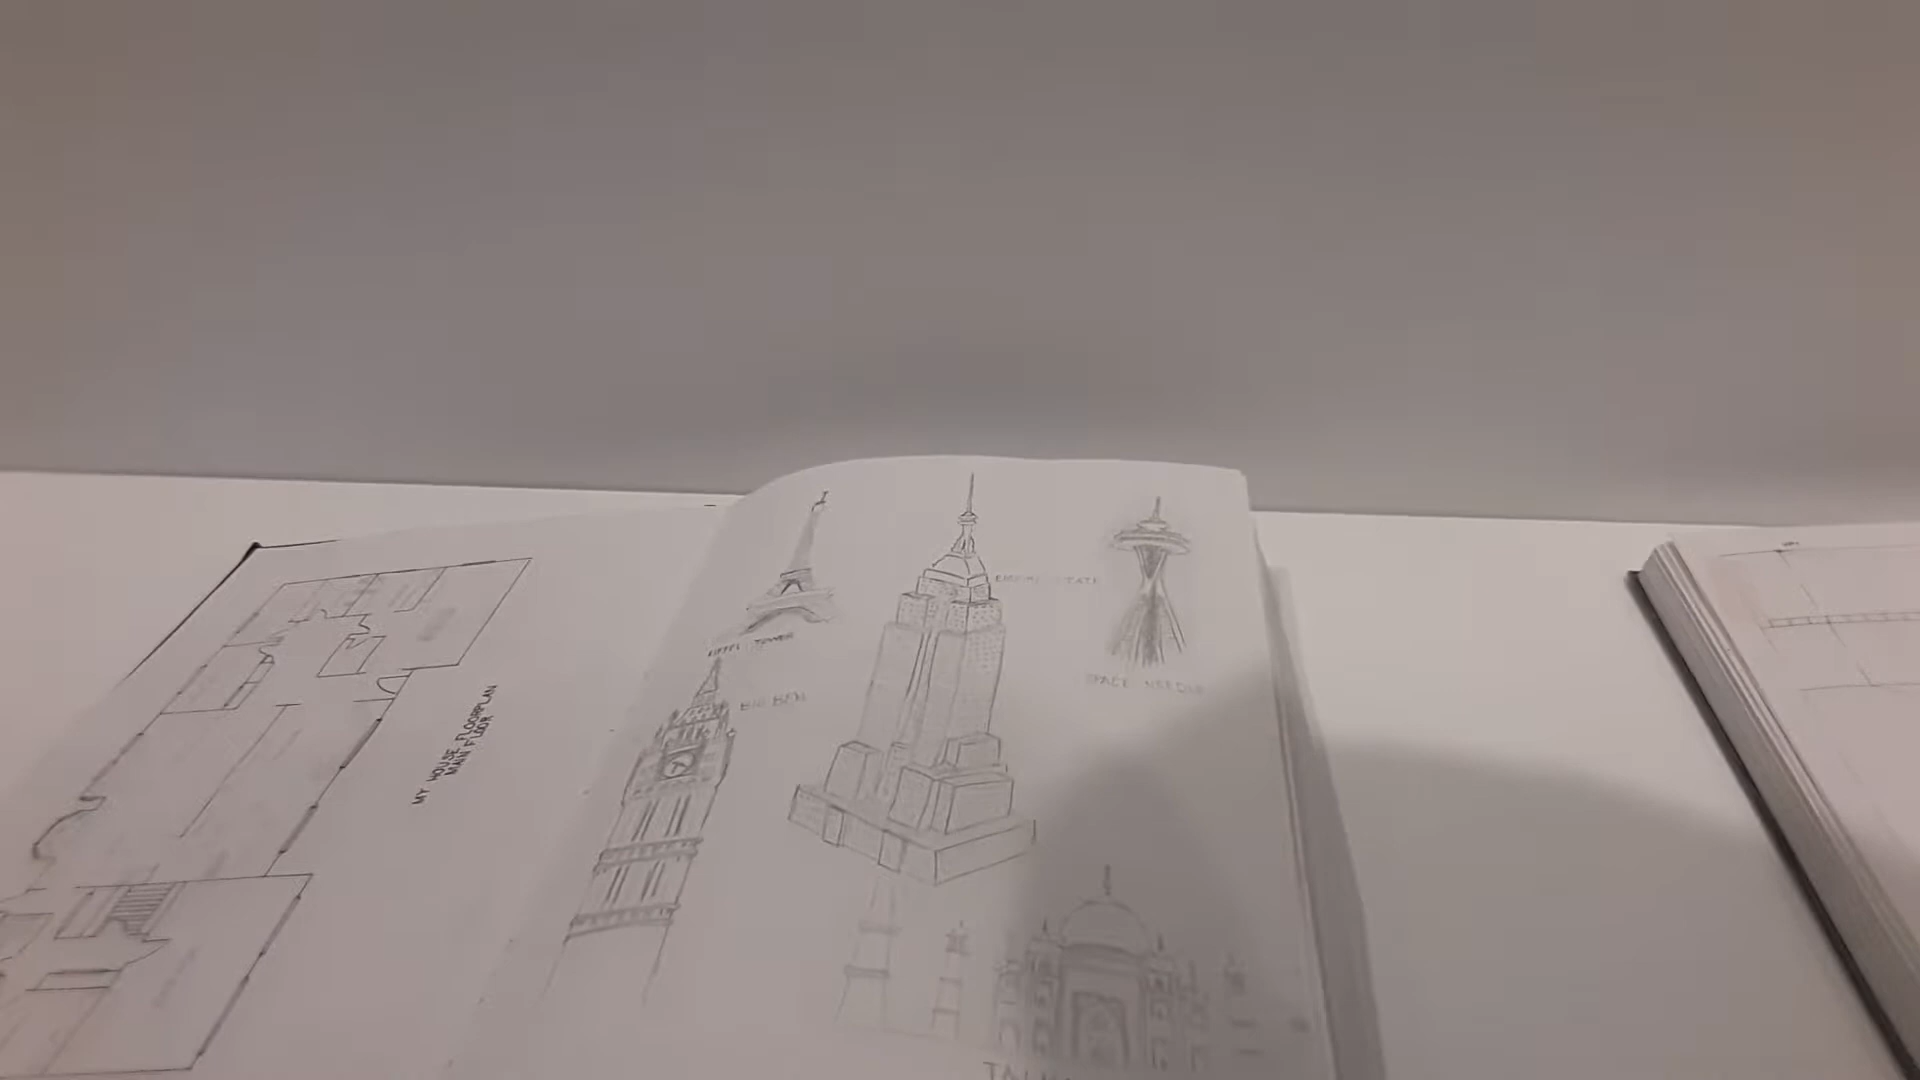 MY HOUSE FLOORPLAN
MAIN FLOOR
EIFFEL TOWER
BIG BEN
EMPIRE STATE
SPACE NEEDLE